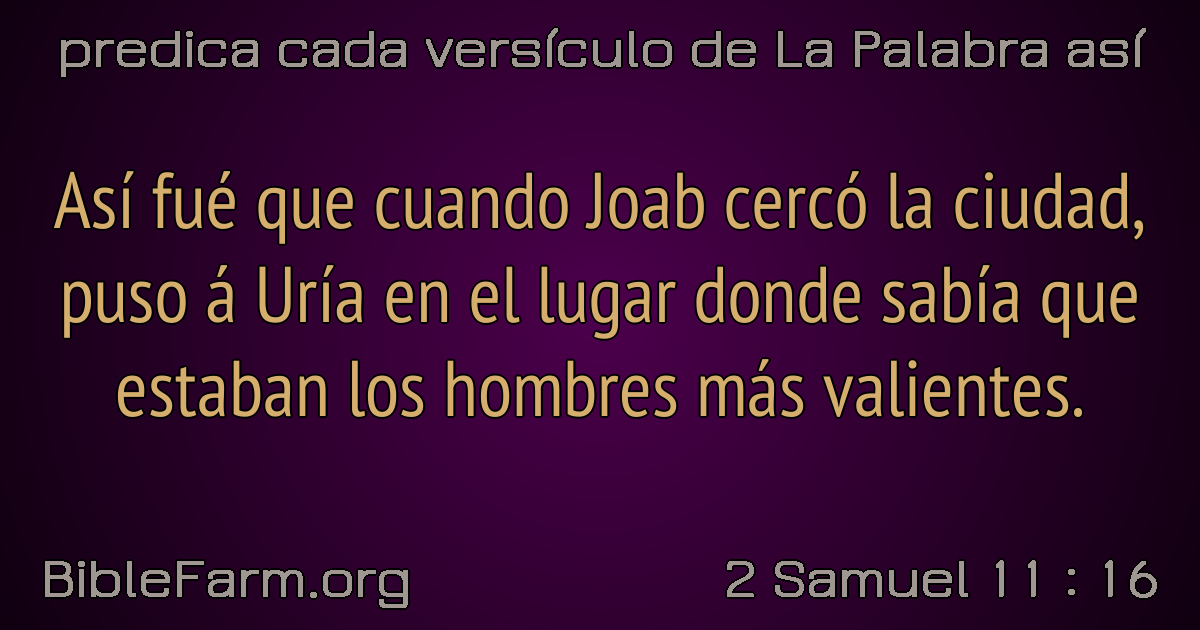 predica cada versículo de La Palabra así
Así fué que cuando Joab cercó la ciudad,
puso á Uría en el lugar donde sabía que
estaban los hombres más valientes.
BibleFarm.org
2 Samuel 11 : 16